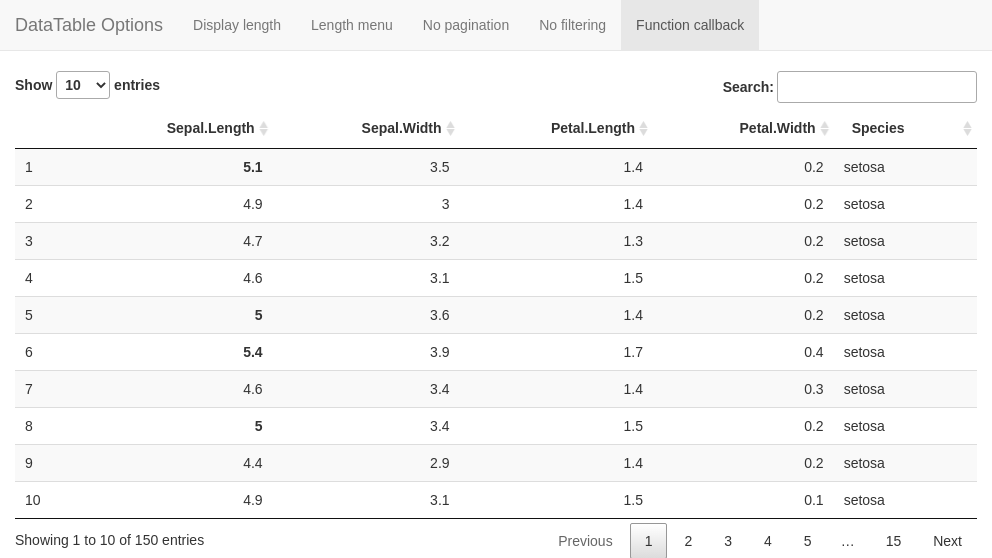 DataTable Options Display length Length menu No pagination No filtering Function callback
Show 10 entries Search:
Sepal.Length Sepal.Width Petal.Length Petal.Width Species
1 5.1 3.5 1.4 0.2 setosa
2 4.9 3 1.4 0.2 setosa
3 4.7 3.2 1.3 0.2 setosa
4 4.6 3.1 1.5 0.2 setosa
5 5 3.6 1.4 0.2 setosa
6 5.4 3.9 1.7 0.4 setosa
7 4.6 3.4 1.4 0.3 setosa
8 5 3.4 1.5 0.2 setosa
9 4.4 2.9 1.4 0.2 setosa
10 4.9 3.1 1.5 0.1 setosa
Showing 1 to 10 of 150 entries Previous 1 2 3 4 5 … 15 Next